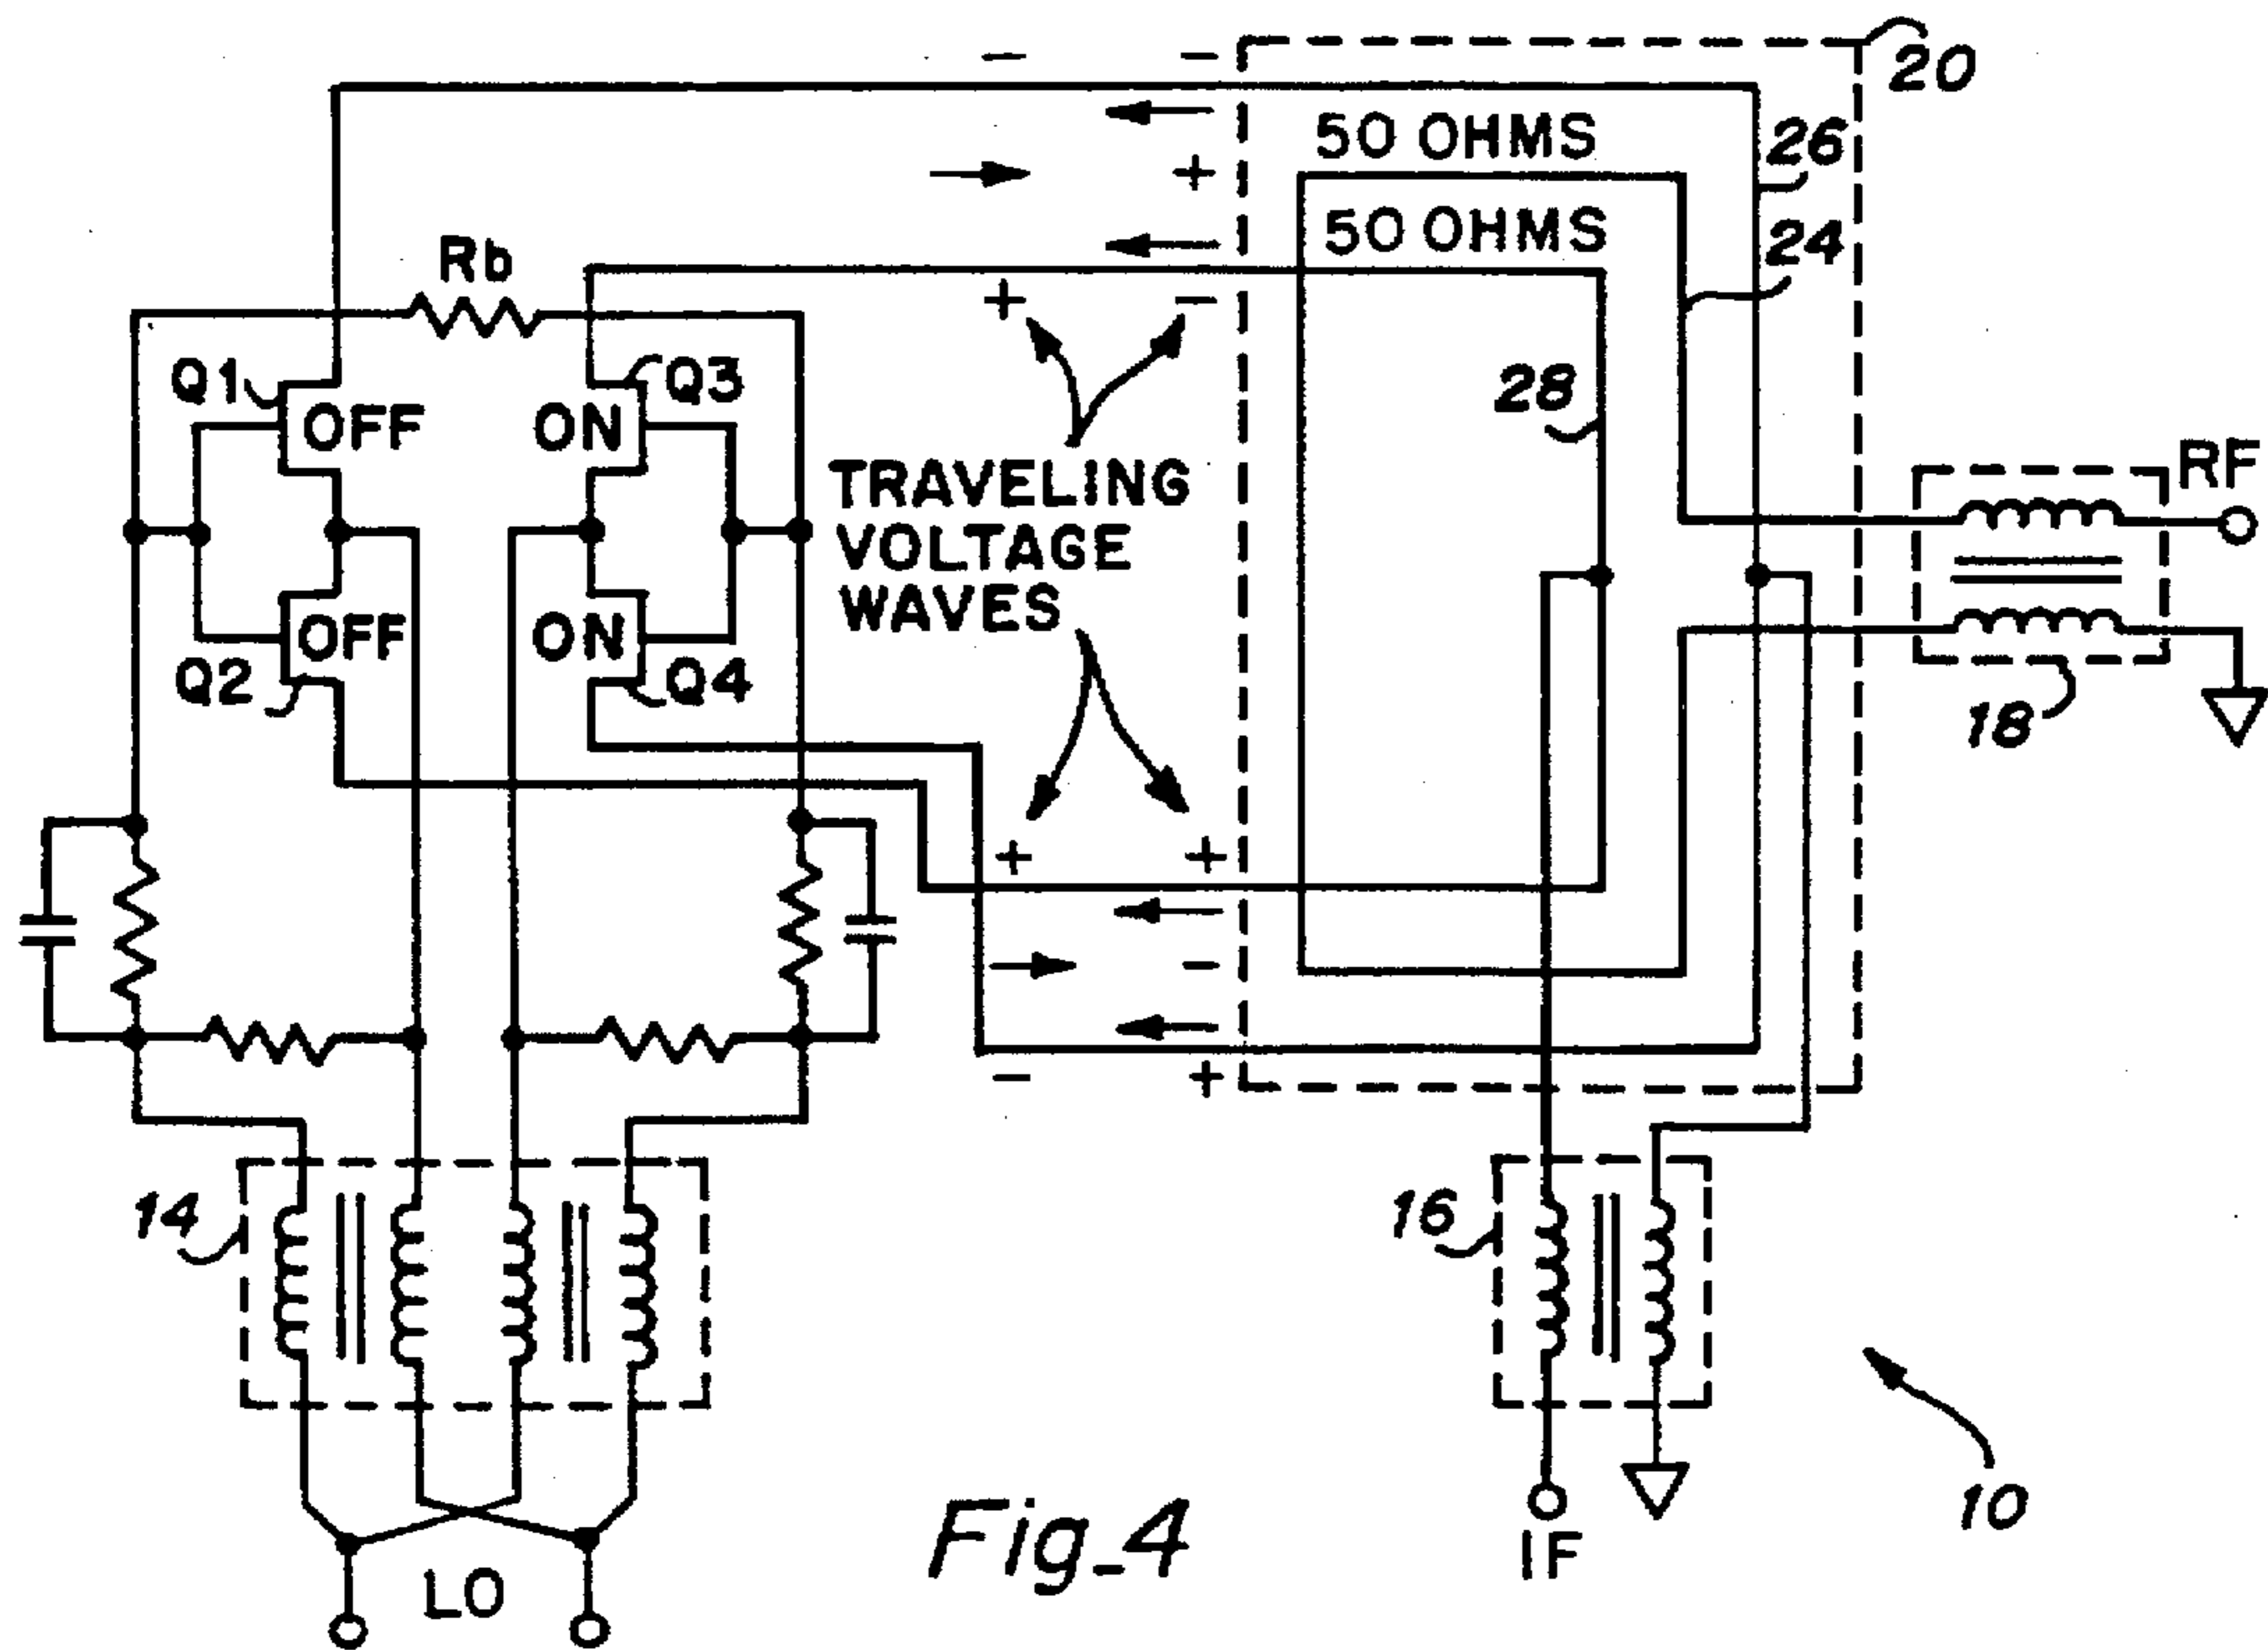 20
- -
50 OHMS
26
+
50 OHMS
24
Rb
+ -
Q1
OFF
ON
Q3
28
RF
TRAVELING
VOLTAGE
WAVES
OFF
ON
Q2
Q4
18
+ +
-
- +
14
16
10
Fig_4
IF
LO